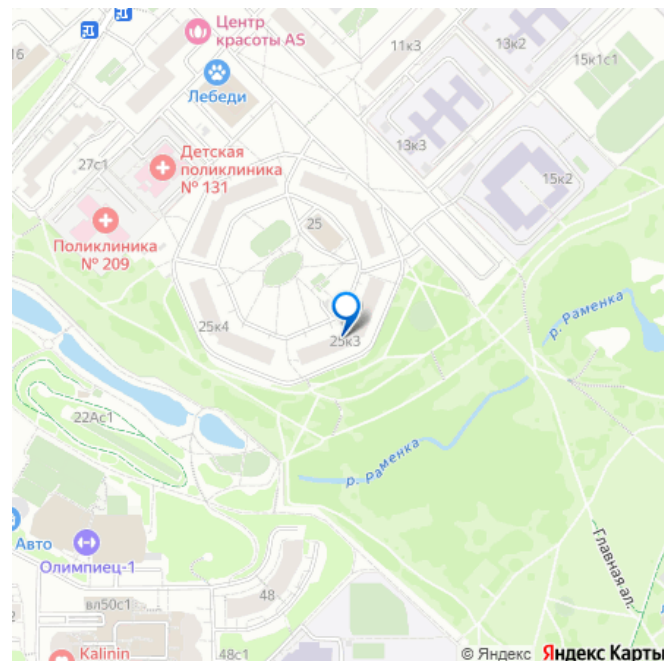 16
Центр
красоты AS
11к3
13к2
15к1с1
Лебеди
27с1
Детская
поликлиника
№ 131
13к3
15к2
25
Поликлиника
№ 209
25к4
25к3
р. Раменка
22Ас1
р. Раменка
Авто
Олимпиец-1
Главная ал.
вл50с1
48
Kalinin
48с1
© Яндекс Яндекс Карты